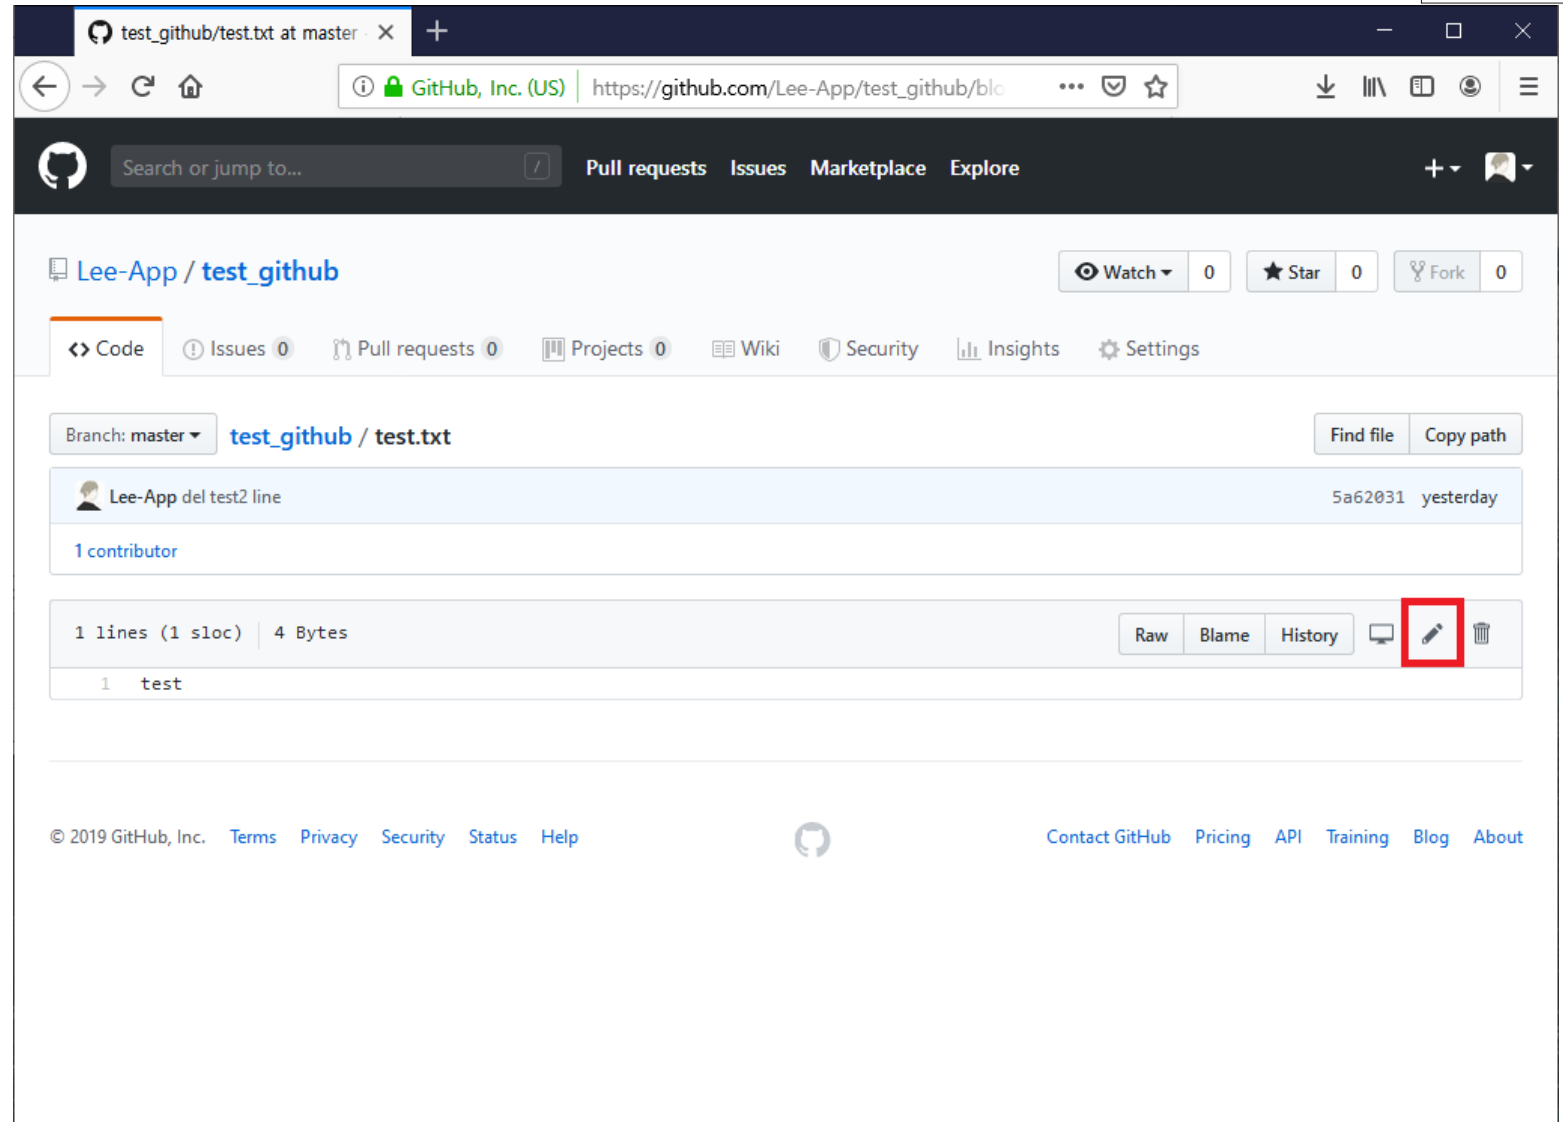 test_github/test.txt at master
GitHub, Inc. (US) https://github.com/Lee-App/test_github/blo
Search or jump to... / Pull requests Issues Marketplace Explore
Lee-App / test_github Watch 0 Star 0 Fork 0
Code Issues 0 Pull requests 0 Projects 0 Wiki Security Insights Settings
Branch: master test_github / test.txt Find file Copy path
Lee-App del test2 line 5a62031 yesterday
1 contributor
1 lines (1 sloc) 4 Bytes Raw Blame History
1 test
© 2019 GitHub, Inc. Terms Privacy Security Status Help Contact GitHub Pricing API Training Blog About